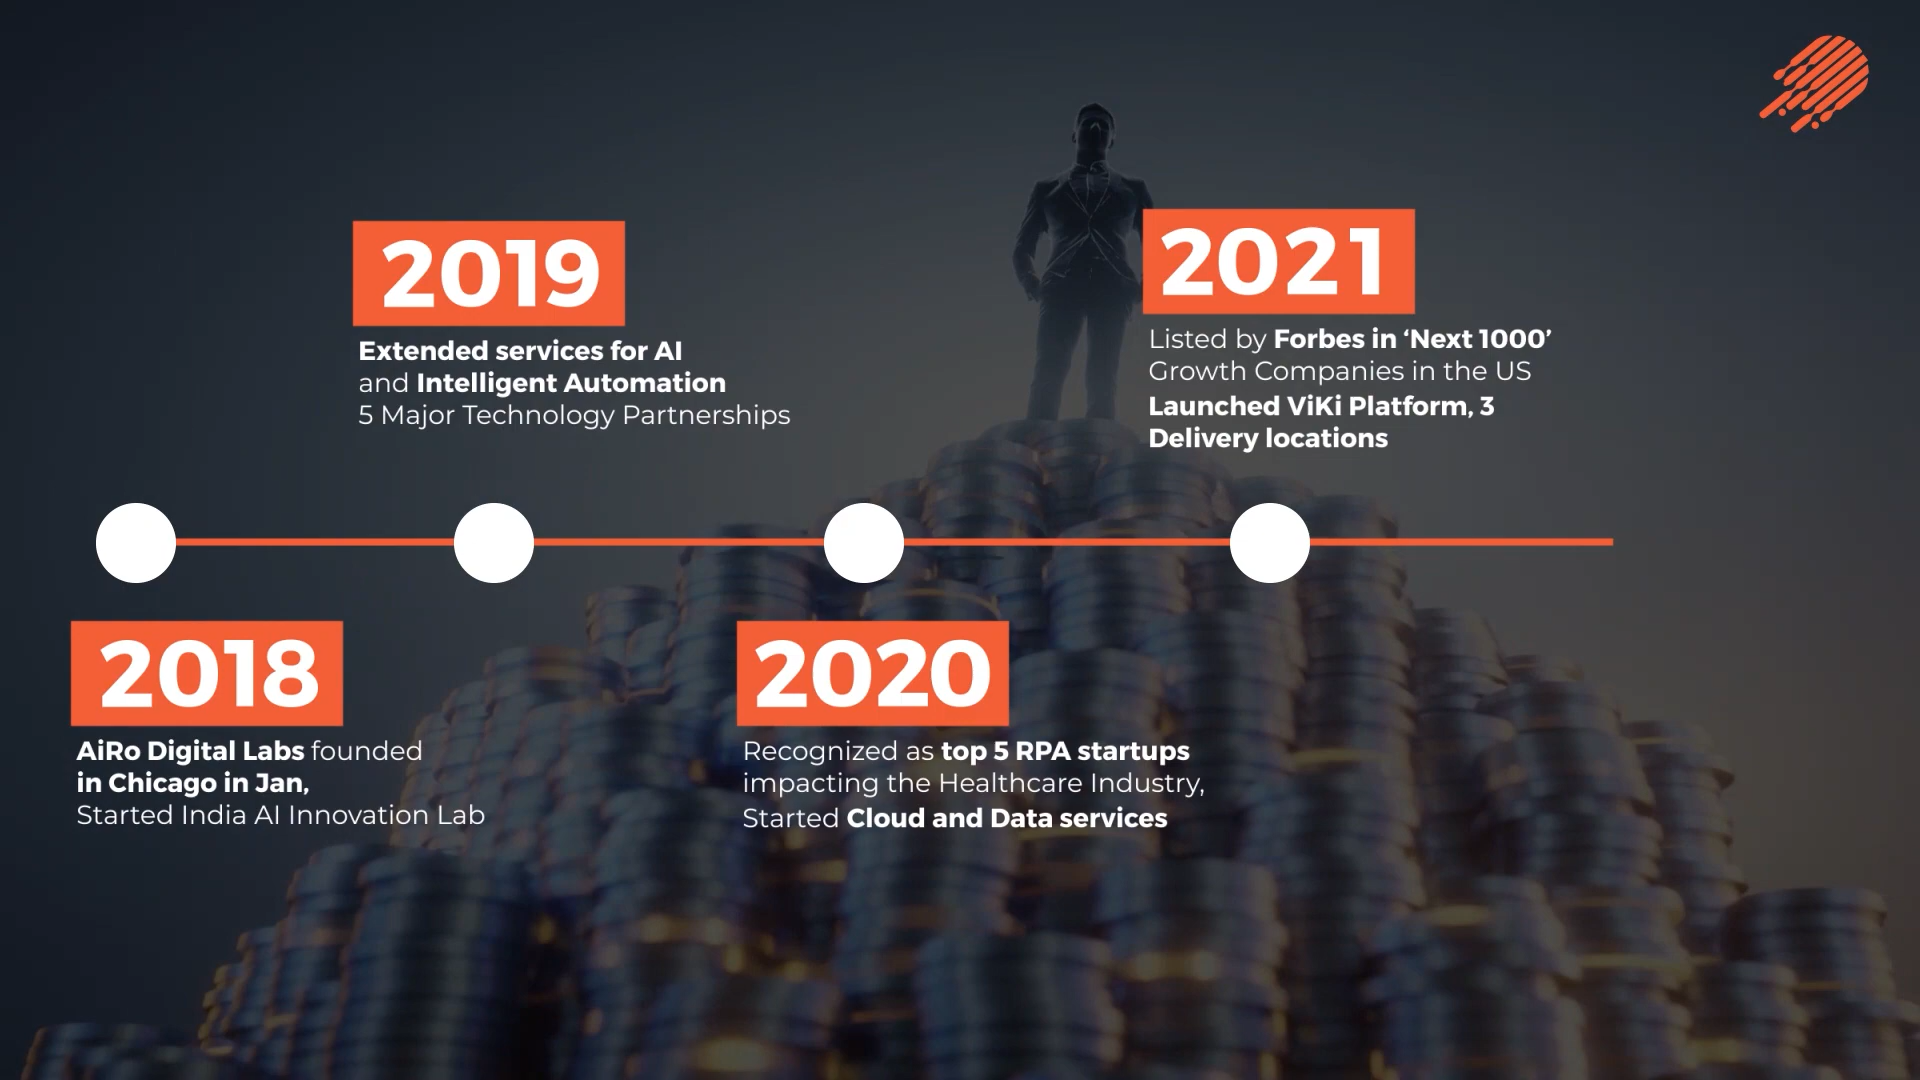 2019
Extended services for AI
and Intelligent Automation
5 Major Technology Partnerships
2021
Listed by Forbes in ‘Next 1000’
Growth Companies in the US
Launched ViKi Platform, 3
Delivery locations
2018
AiRo Digital Labs founded
in Chicago in Jan,
Started India AI Innovation Lab
2020
Recognized as top 5 RPA startups
impacting the Healthcare Industry,
Started Cloud and Data services